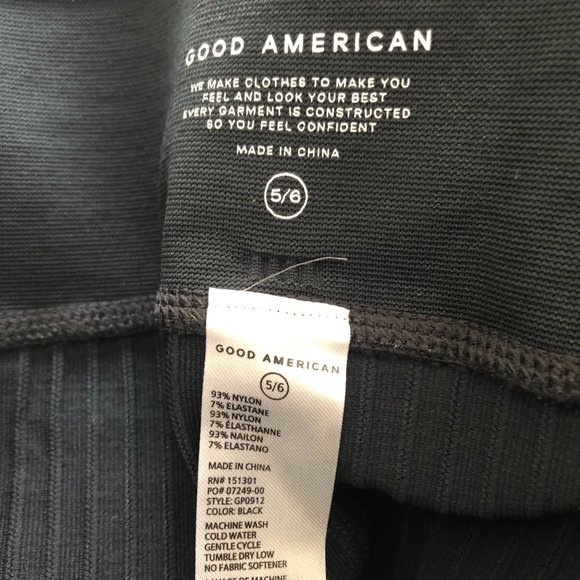 GOOD AMERICAN
WE MAKE CLOTHES TO MAKE YOU
FEEL AND LOOK YOUR BEST
EVERY GARMENT IS CONSTRUCTED
SO YOU FEEL CONFIDENT
MADE IN CHINA
5/6
GOOD AMERICAN
5/6
93% NYLON
7% ELASTANE
93% NYLON
7% ÉLASTHANNE
93% NAILON
7% ELASTANO
MADE IN CHINA
RN# 151301
PO# 07249-00
STYLE: GP0912
COLOR: BLACK
MACHINE WASH
COLD WATER
GENTLE CYCLE
TUMBLE DRY LOW
NO FABRIC SOFTENER
LAVAGE DE MACHINE